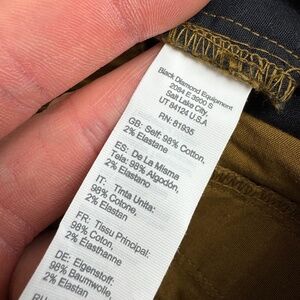 Black Diamond Equipment
2084 E 3900 S
Salt Lake City,
UT 84124 U.S.A
RN: 81935
GB: Self: 98% Cotton,
2% Elastane
ES: De La Misma
Tela: 98% Algodón,
2% Elastano
IT: Tinta Unita:
98% Cotone,
2% Elastan
FR: Tissu Principal:
98% Coton,
2% Elasthanne
DE: Eigenstoff:
98% Baumwolle,
2% Elastan